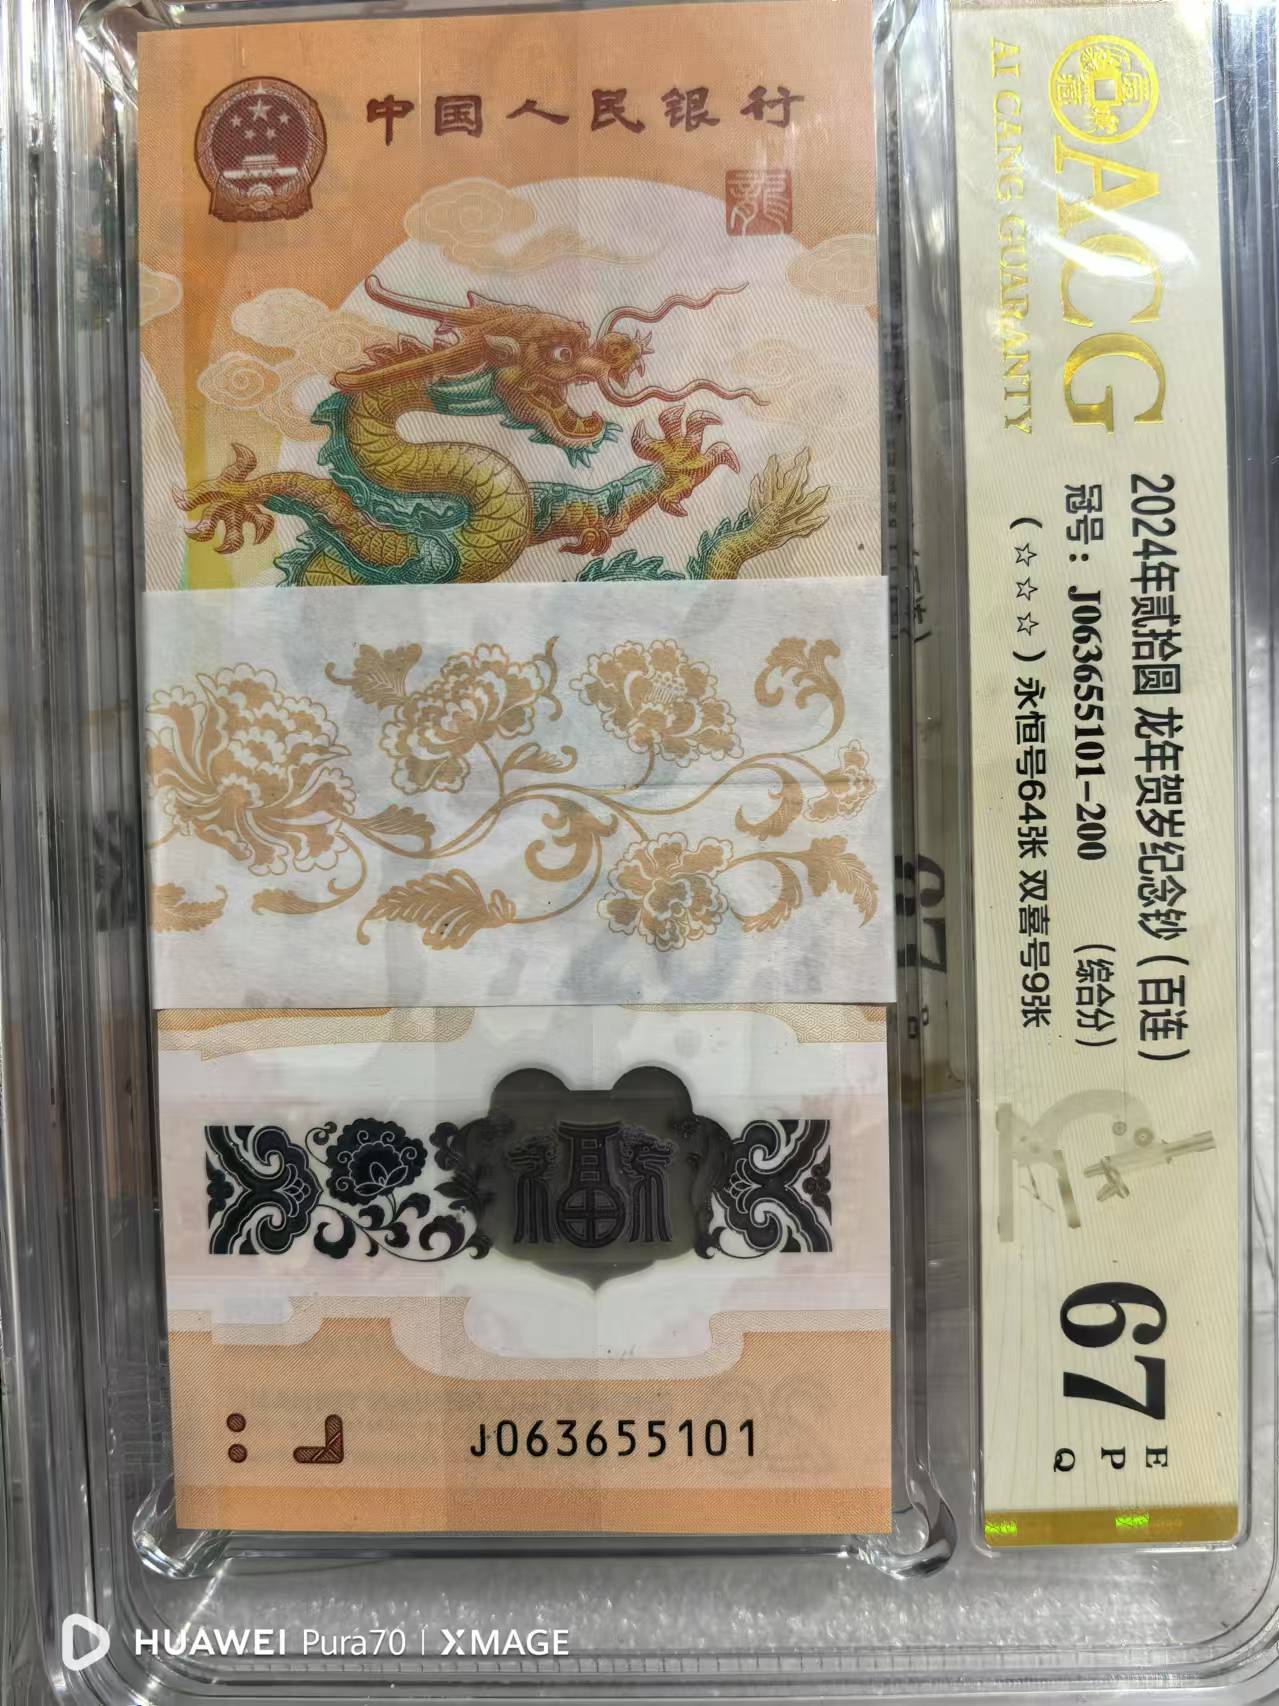 中国人民银行
龍
福
J063655101
ACG
AI CANG GUARANTY
2024年贰拾圆 龙年贺岁纪念钞（百连）
冠号：J063655101-200 （综合分）
（☆☆☆）永恒号64张 双喜号9张
67
E
P
Q
HUAWEI Pura70 | XMAGE